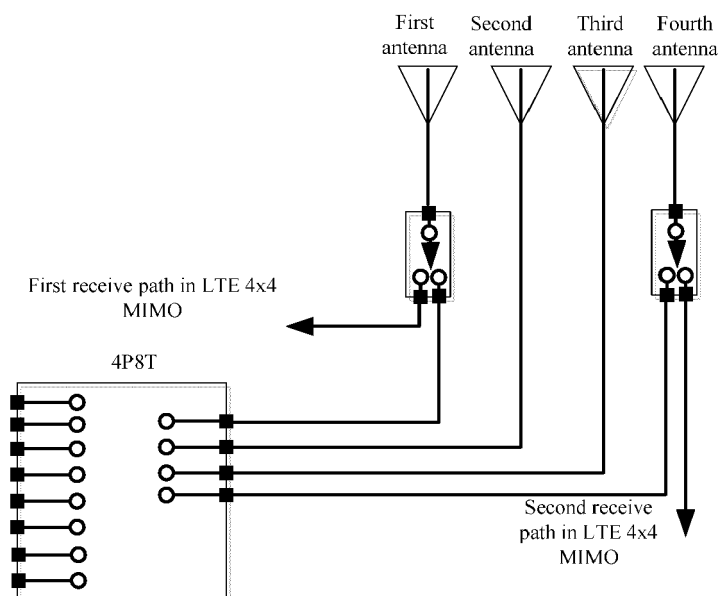 First
antenna
Second
antenna
Third
antenna
Fourth
antenna
First receive path in LTE 4x4
MIMO
4P8T
Second receive
path in LTE 4x4
MIMO